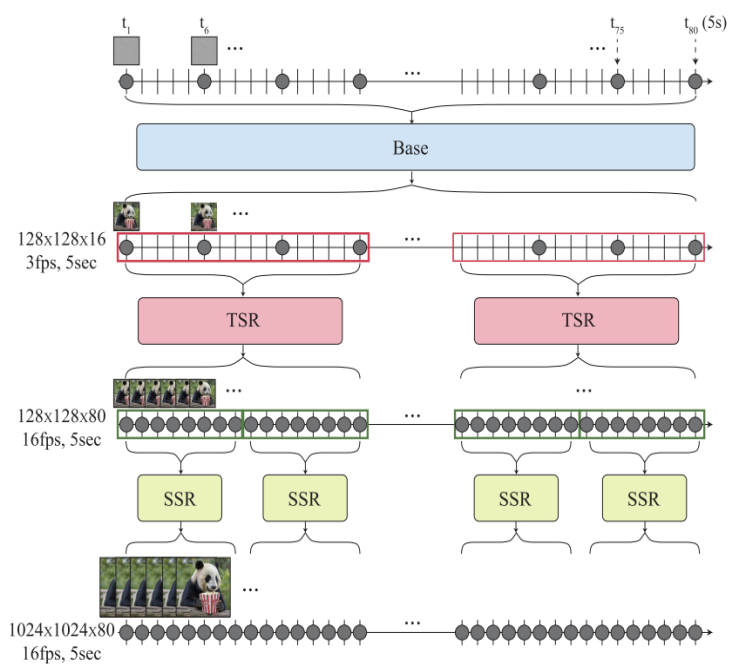 t1 t6 ... ... t75 t80 (5s)
...
Base
...
128x128x16
3fps, 5sec
...
TSR TSR
... ...
128x128x80
16fps, 5sec
...
SSR SSR SSR SSR
...
1024x1024x80
16fps, 5sec
...